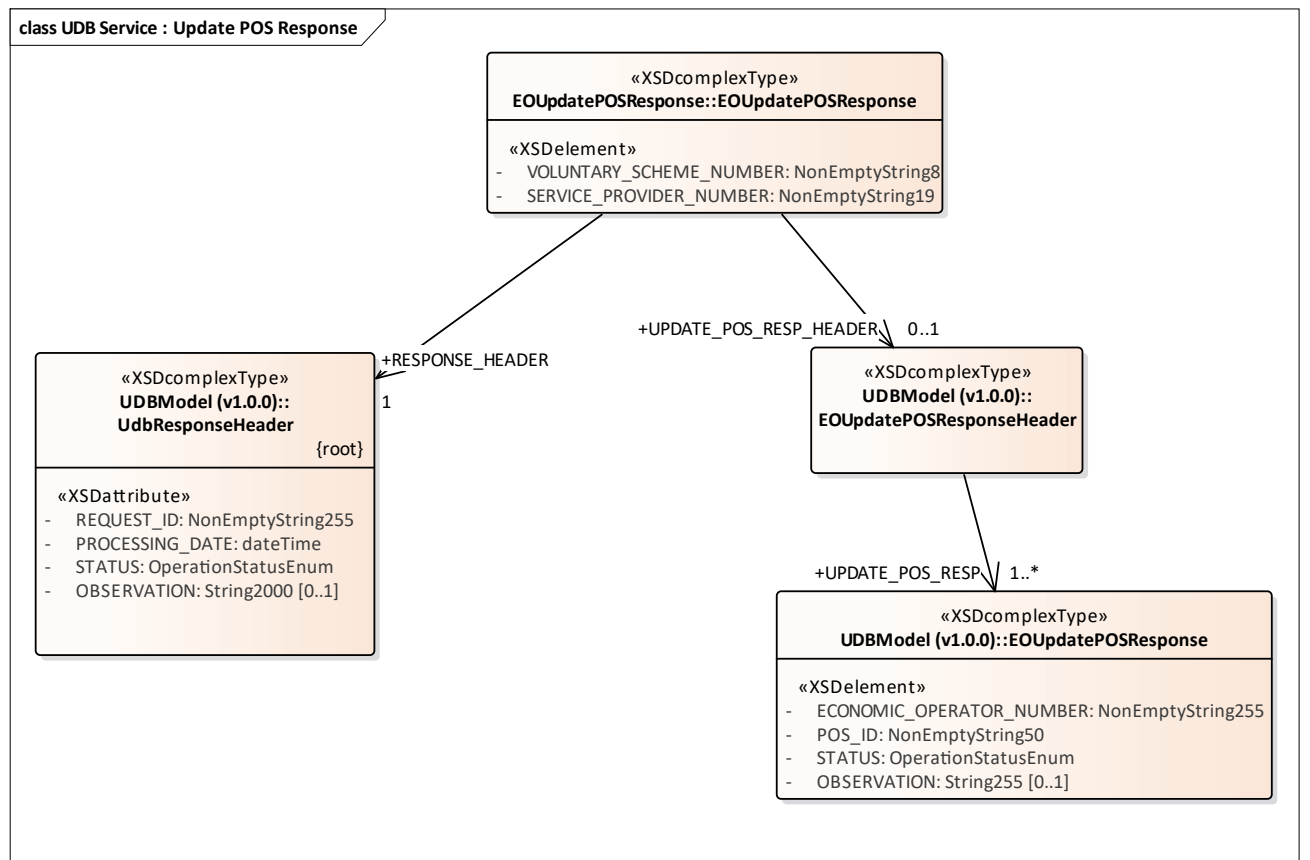 class UDB Service : Update POS Response
«XSDcomplexType»
EOUpdatePOSResponse::EOUpdatePOSResponse
«XSDelement»
- VOLUNTARY_SCHEME_NUMBER: NonEmptyString8
- SERVICE_PROVIDER_NUMBER: NonEmptyString19
+UPDATE_POS_RESP_HEADER 0..1
+RESPONSE_HEADER
1
«XSDcomplexType»
UDBModel (v1.0.0)::
UdbResponseHeader
{root}
«XSDattribute»
- REQUEST_ID: NonEmptyString255
- PROCESSING_DATE: dateTime
- STATUS: OperationStatusEnum
- OBSERVATION: String2000 [0..1]
«XSDcomplexType»
UDBModel (v1.0.0)::
EOUpdatePOSResponseHeader
+UPDATE_POS_RESP 1..*
«XSDcomplexType»
UDBModel (v1.0.0)::EOUpdatePOSResponse
«XSDelement»
- ECONOMIC_OPERATOR_NUMBER: NonEmptyString255
- POS_ID: NonEmptyString50
- STATUS: OperationStatusEnum
- OBSERVATION: String255 [0..1]